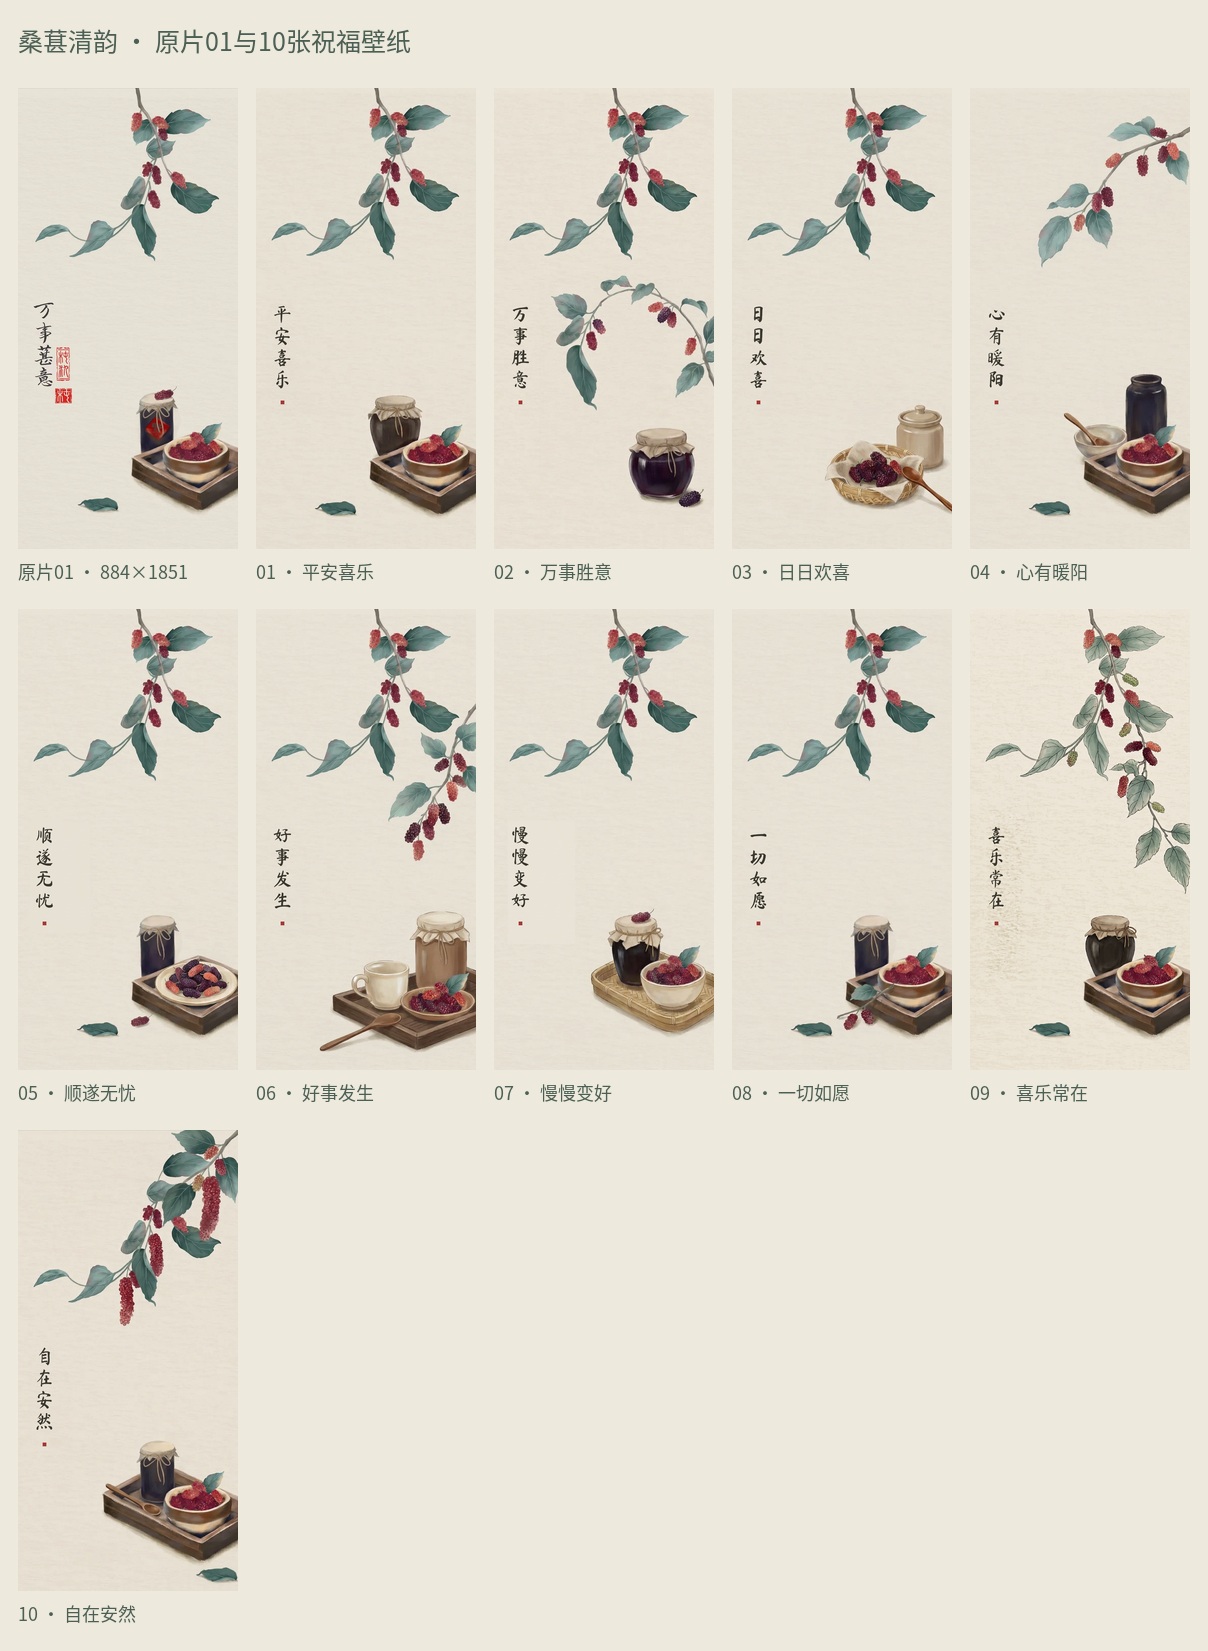 桑葚清韵 · 原片01与10张祝福壁纸
万事葚意
平安喜乐
万事胜意
日日欢喜
心有暖阳
原片01 · 884×1851
01 · 平安喜乐
02 · 万事胜意
03 · 日日欢喜
04 · 心有暖阳
顺遂无忧
好事发生
慢慢变好
一切如愿
喜乐常在
05 · 顺遂无忧
06 · 好事发生
07 · 慢慢变好
08 · 一切如愿
09 · 喜乐常在
自在安然
10 · 自在安然